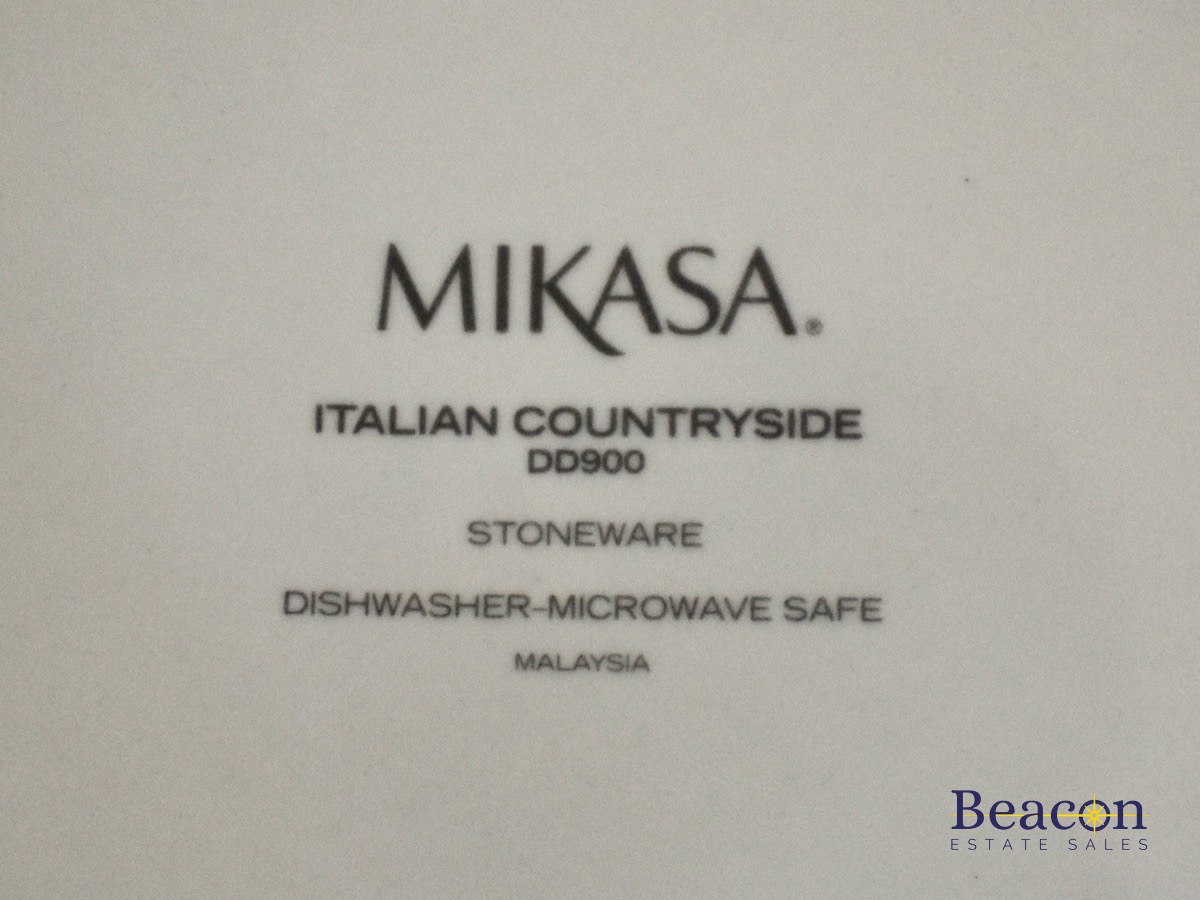 MIKASA®
ITALIAN COUNTRYSIDE
DD900
STONEWARE
DISHWASHER–MICROWAVE SAFE
MALAYSIA
Beacon
ESTATE SALES